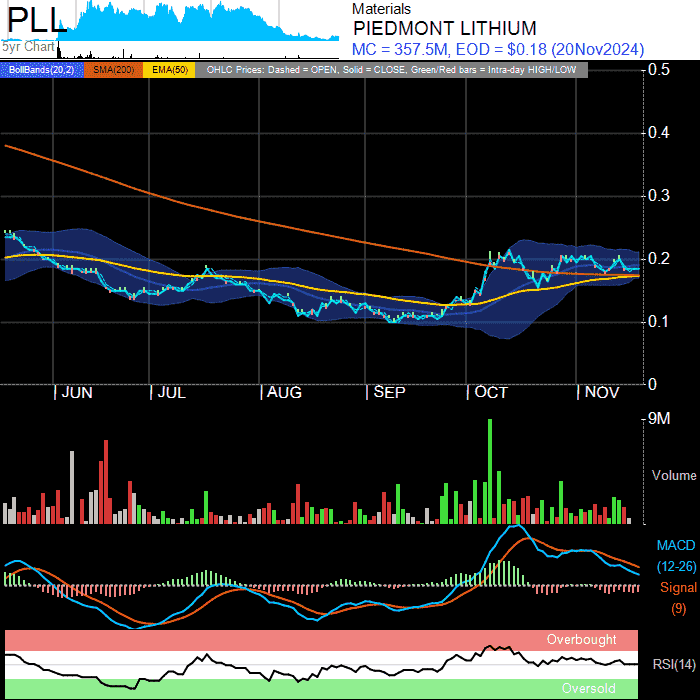 PLL
5yr Chart
Materials
PIEDMONT LITHIUM
MC = 357.5M, EOD = $0.18 (20Nov2024)
BollBands(20,2) SMA(200) EMA(50) OHLC Prices: Dashed = OPEN, Solid = CLOSE, Green/Red bars = Intra-day HIGH/LOW
0.5
0.4
0.3
0.2
0.1
0
| JUN | JUL | AUG | SEP | OCT | NOV
9M
Volume
MACD
(12-26)
Signal
(9)
Overbought
RSI(14)
Oversold